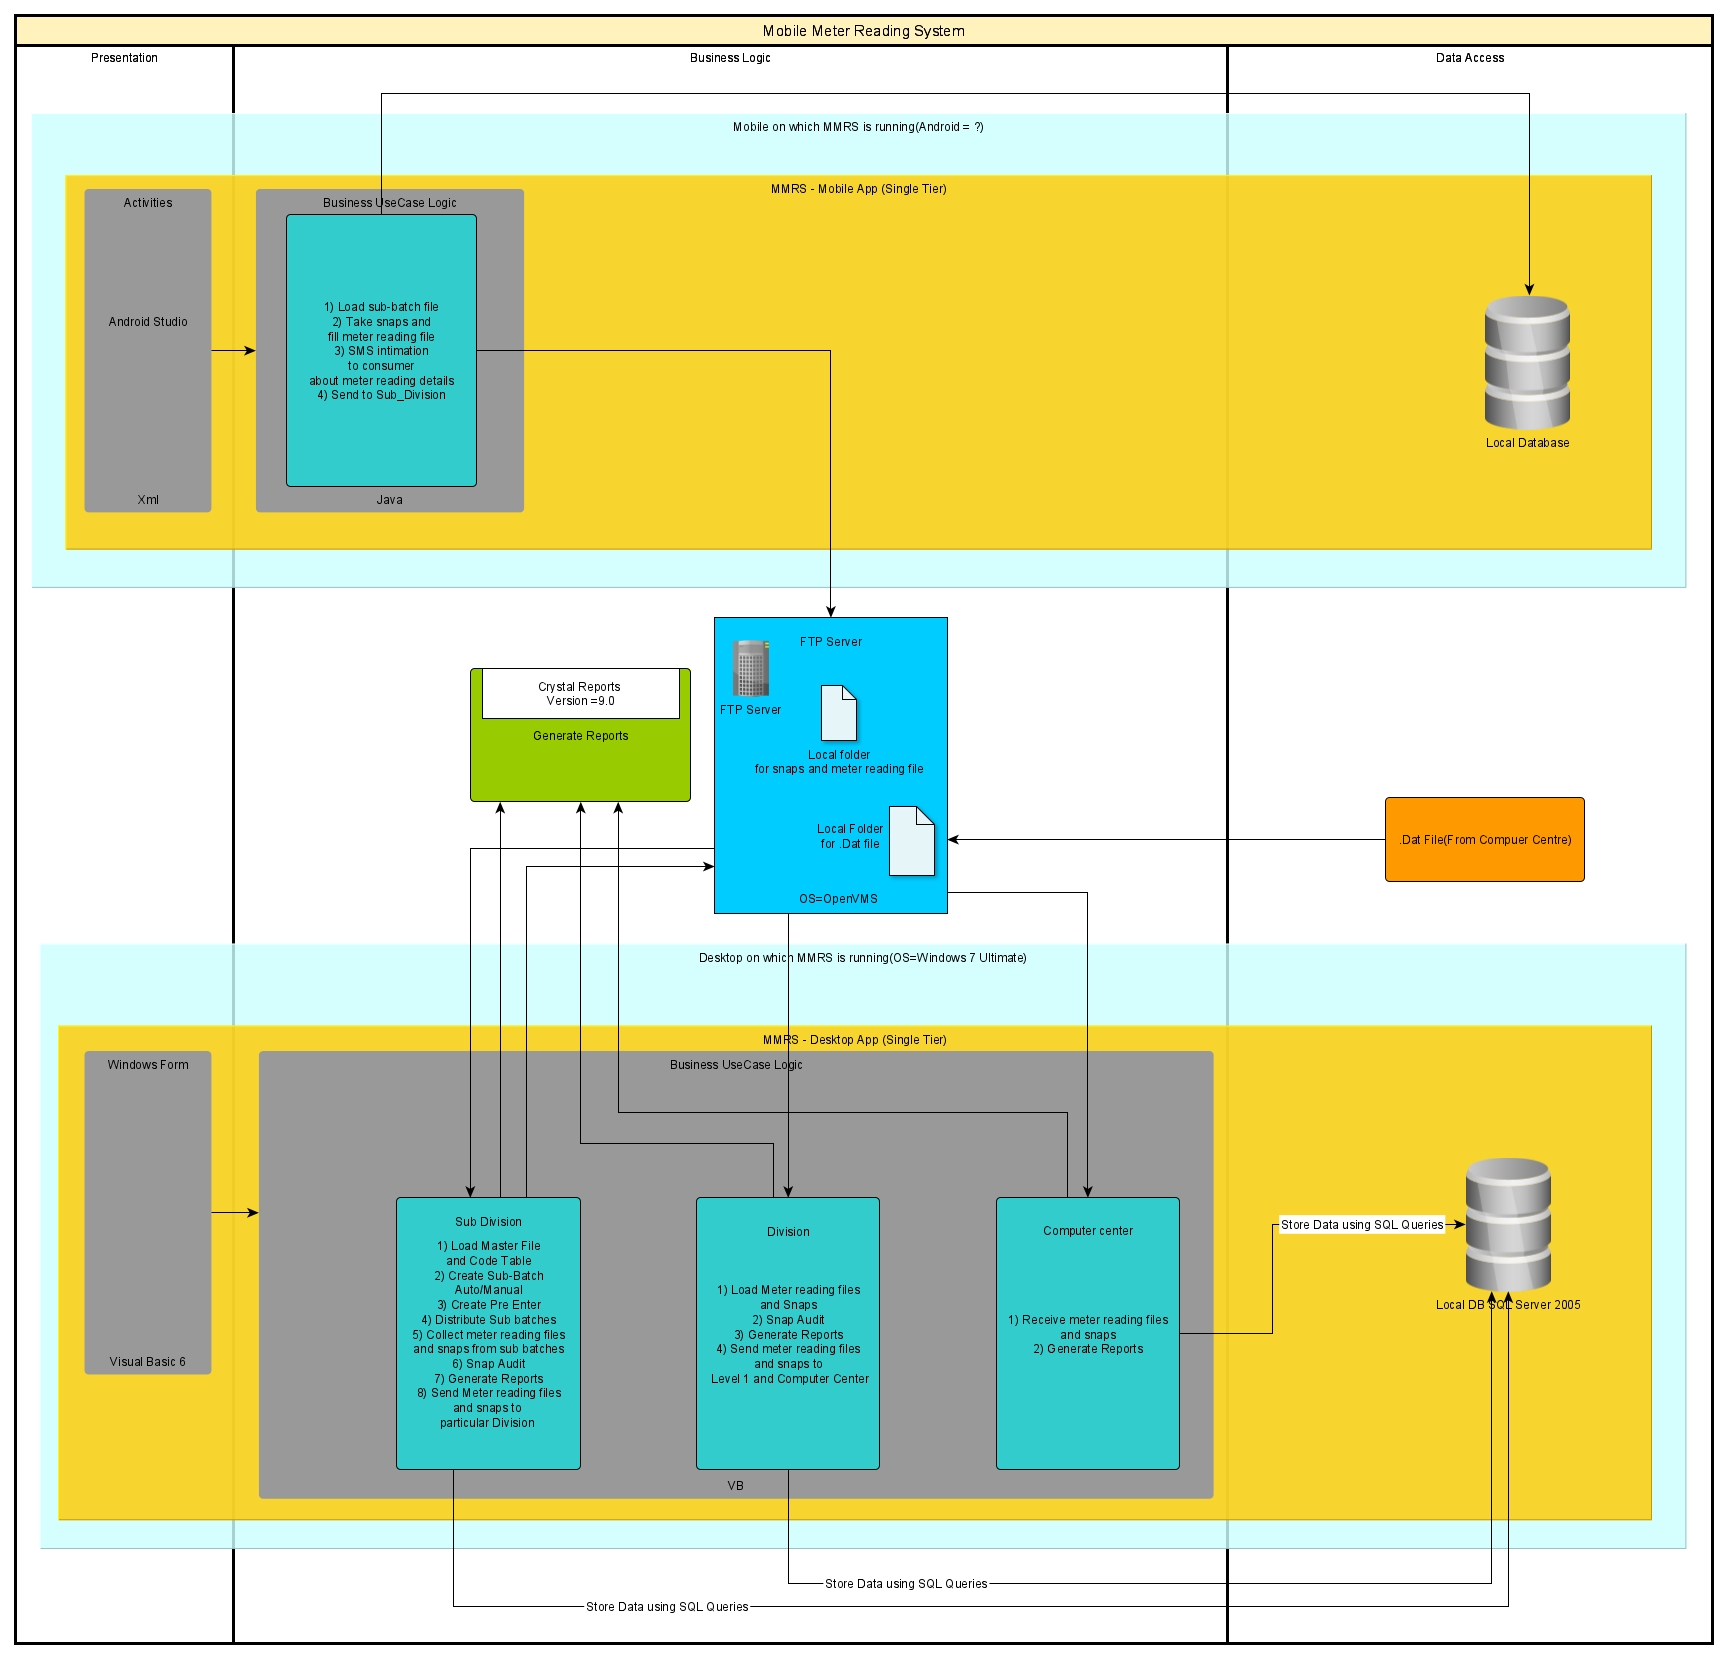 Mobile Meter Reading System
Presentation
Business Logic
Data Access
Mobile on which MMRS is running(Android = ?)
MMRS - Mobile App (Single Tier)
Activities
Android Studio
Xml
Business UseCase Logic
1) Load sub-batch file
2) Take snaps and
fill meter reading file
3) SMS intimation
to consumer
about meter reading details
4) Send to Sub_Division
Java
Local Database
FTP Server
FTP Server
Local folder
for snaps and meter reading file
Local Folder
for .Dat file
OS=OpenVMS
Crystal Reports
Version =9.0
Generate Reports
.Dat File(From Compuer Centre)
Desktop on which MMRS is running(OS=Windows 7 Ultimate)
MMRS - Desktop App (Single Tier)
Windows Form
Visual Basic 6
Business UseCase Logic
Sub Division
1) Load Master File
and Code Table
2) Create Sub-Batch
Auto/Manual
3) Create Pre Enter
4) Distribute Sub batches
5) Collect meter reading files
and snaps from sub batches
6) Snap Audit
7) Generate Reports
8) Send Meter reading files
and snaps to
particular Division
Division
1) Load Meter reading files
and Snaps
2) Snap Audit
3) Generate Reports
4) Send meter reading files
and snaps to
Level 1 and Computer Center
Computer center
1) Receive meter reading files
and snaps
2) Generate Reports
VB
Store Data using SQL Queries
Local DB SQL Server 2005
Store Data using SQL Queries
Store Data using SQL Queries